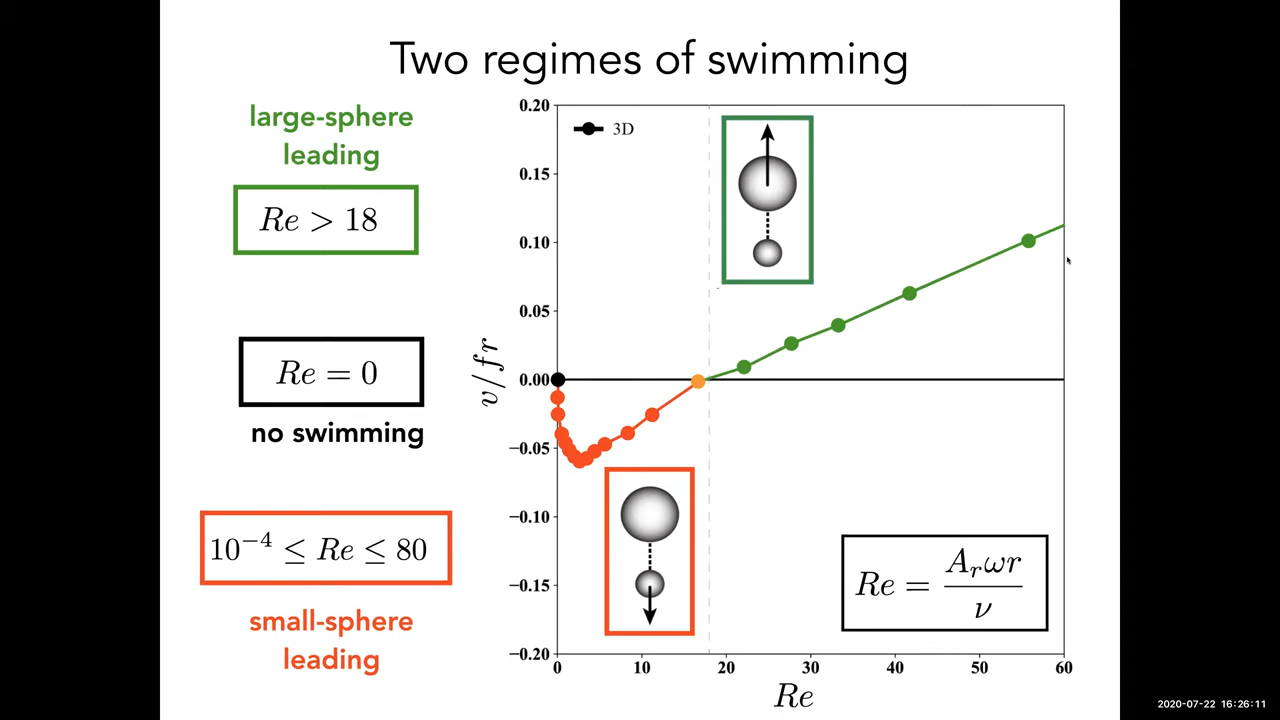 Two regimes of swimming
large-sphere
leading
Re > 18
Re = 0
no swimming
10⁻⁴ ≤ Re ≤ 80
small-sphere
leading
0.20
0.15
0.10
0.05
0.00
−0.05
−0.10
−0.15
−0.20
v/fr
3D
Re = A_rωr / ν
0 10 20 30 40 50 60
Re
2020-07-22 16:26:11